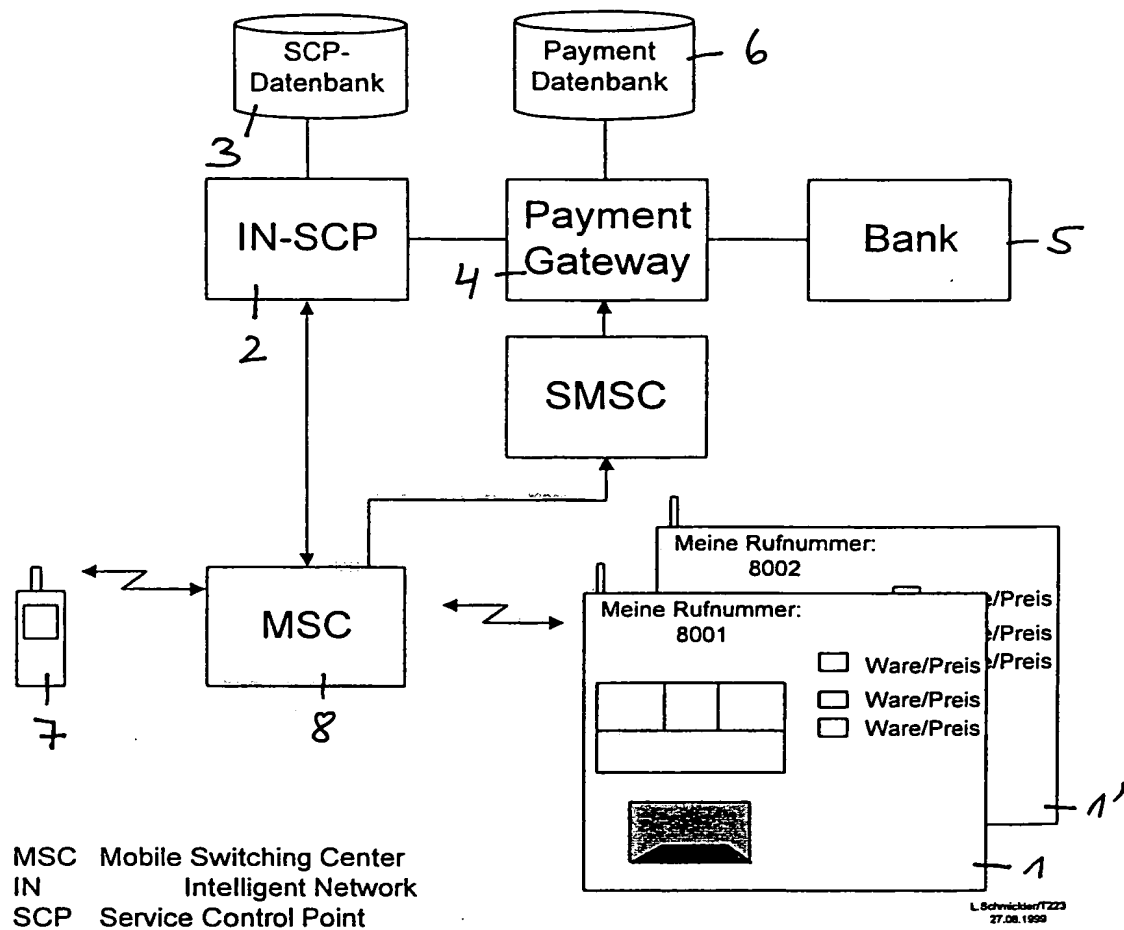 SCP-
Datenbank
3
Payment
Datenbank
6
IN-SCP
2
Payment
Gateway
4
Bank
5
SMSC
MSC
8
7
Meine Rufnummer:
8002
e/Preis
e/Preis
e/Preis
1'
Meine Rufnummer:
8001
Ware/Preis
Ware/Preis
Ware/Preis
1
MSC Mobile Switching Center
IN Intelligent Network
SCP Service Control Point
L.Schmickler/T223
27.08.1999